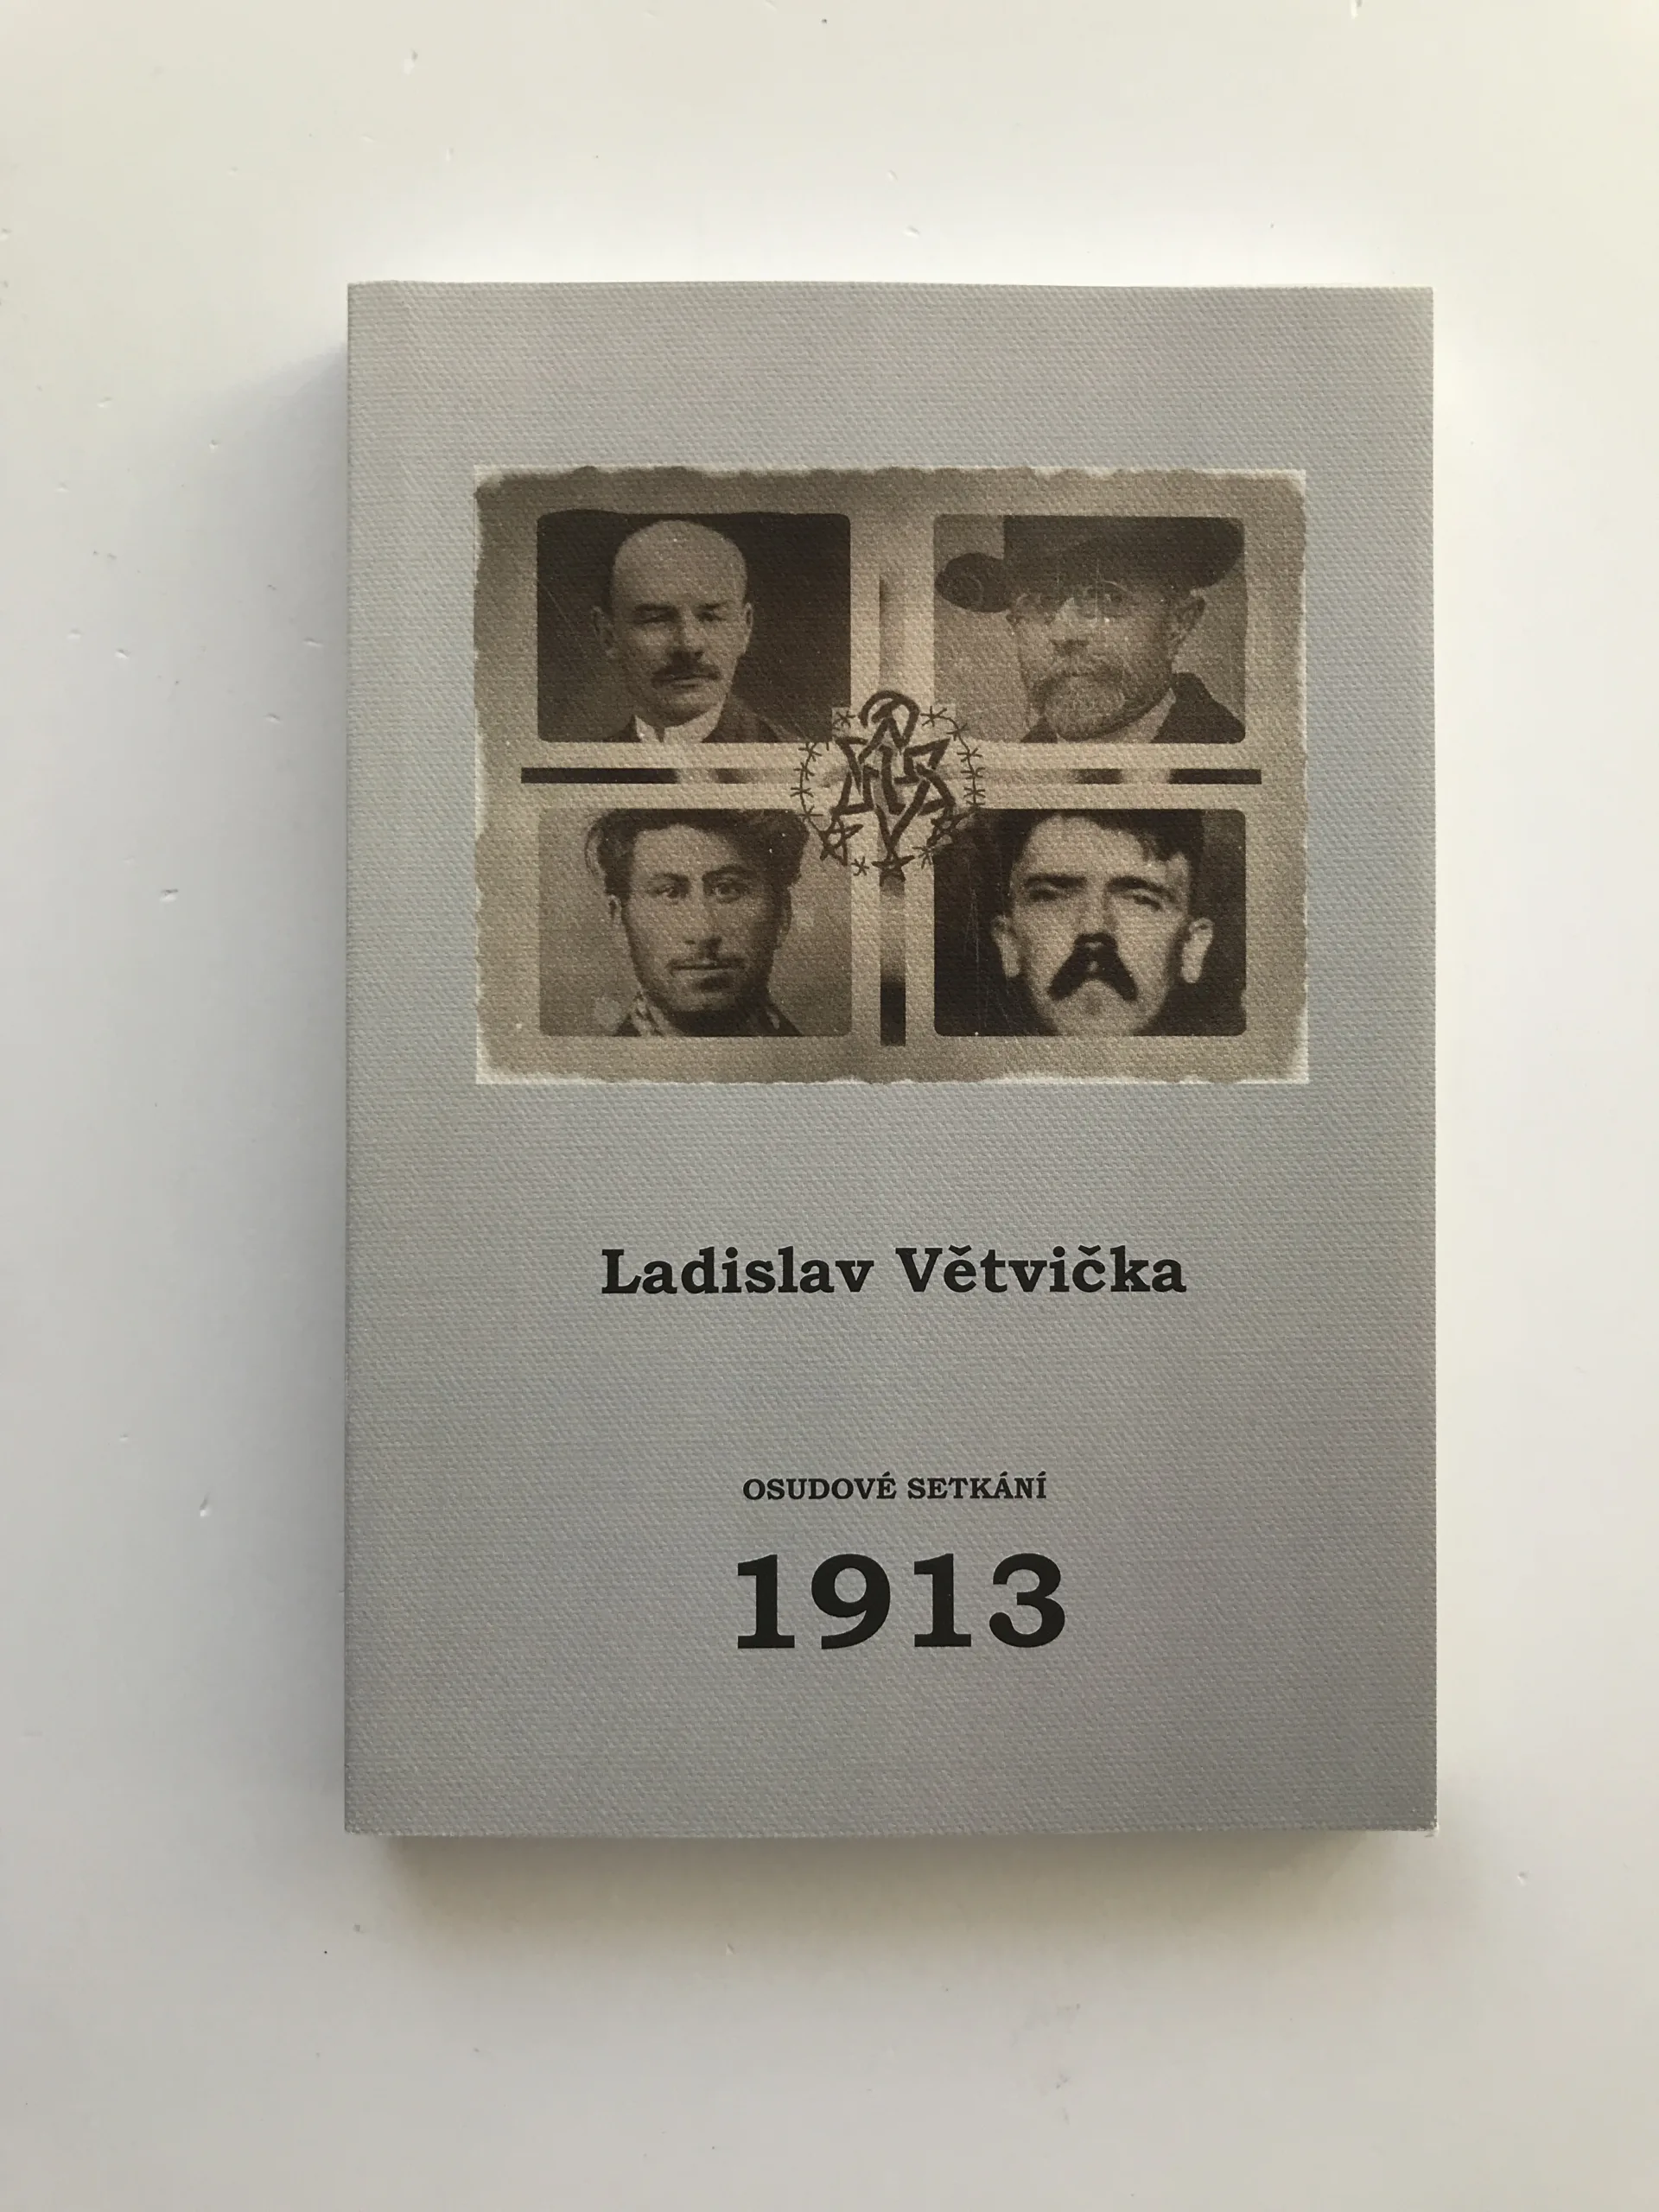 Ladislav Větvička
OSUDOVÉ SETKÁNÍ
1913